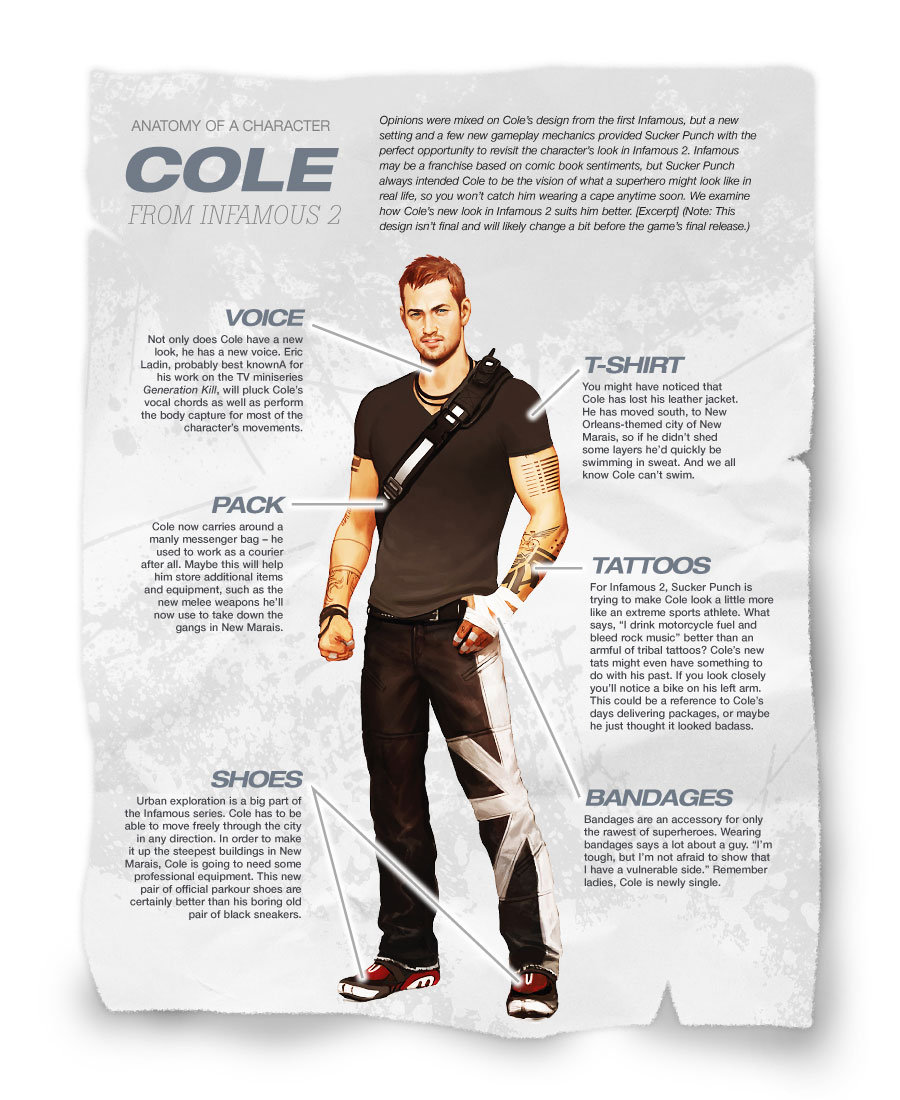 ANATOMY OF A CHARACTER
COLE
FROM INFAMOUS 2
Opinions were mixed on Cole's design from the first Infamous, but a new
setting and a few new gameplay mechanics provided Sucker Punch with the
perfect opportunity to revisit the character's look in Infamous 2. Infamous
may be a franchise based on comic book sentiments, but Sucker Punch
always intended Cole to be the vision of what a superhero might look like in
real life, so you won't catch him wearing a cape anytime soon. We examine
how Cole's new look in Infamous 2 suits him better. [Excerpt] (Note: This
design isn't final and will likely change a bit before the game's final release.)
VOICE
Not only does Cole have a new
look, he has a new voice. Eric
Ladin, probably best knownA for
his work on the TV miniseries
Generation Kill, will pluck Cole's
vocal chords as well as perform
the body capture for most of the
character's movements.
T-SHIRT
You might have noticed that
Cole has lost his leather jacket.
He has moved south, to New
Orleans-themed city of New
Marais, so if he didn't shed
some layers he'd quickly be
swimming in sweat. And we all
know Cole can't swim.
PACK
Cole now carries around a
manly messenger bag – he
used to work as a courier
after all. Maybe this will help
him store additional items
and equipment, such as the
new melee weapons he'll
now use to take down the
gangs in New Marais.
TATTOOS
For Infamous 2, Sucker Punch is
trying to make Cole look a little more
like an extreme sports athlete. What
says, "I drink motorcycle fuel and
bleed rock music" better than an
armful of tribal tattoos? Cole's new
tats might even have something to
do with his past. If you look closely
you'll notice a bike on his left arm.
This could be a reference to Cole's
days delivering packages, or maybe
he just thought it looked badass.
SHOES
Urban exploration is a big part of
the Infamous series. Cole has to be
able to move freely through the city
in any direction. In order to make
it up the steepest buildings in New
Marais, Cole is going to need some
professional equipment. This new
pair of official parkour shoes are
certainly better than his boring old
pair of black sneakers.
BANDAGES
Bandages are an accessory for only
the rawest of superheroes. Wearing
bandages says a lot about a guy. "I'm
tough, but I'm not afraid to show that
I have a vulnerable side." Remember
ladies, Cole is newly single.